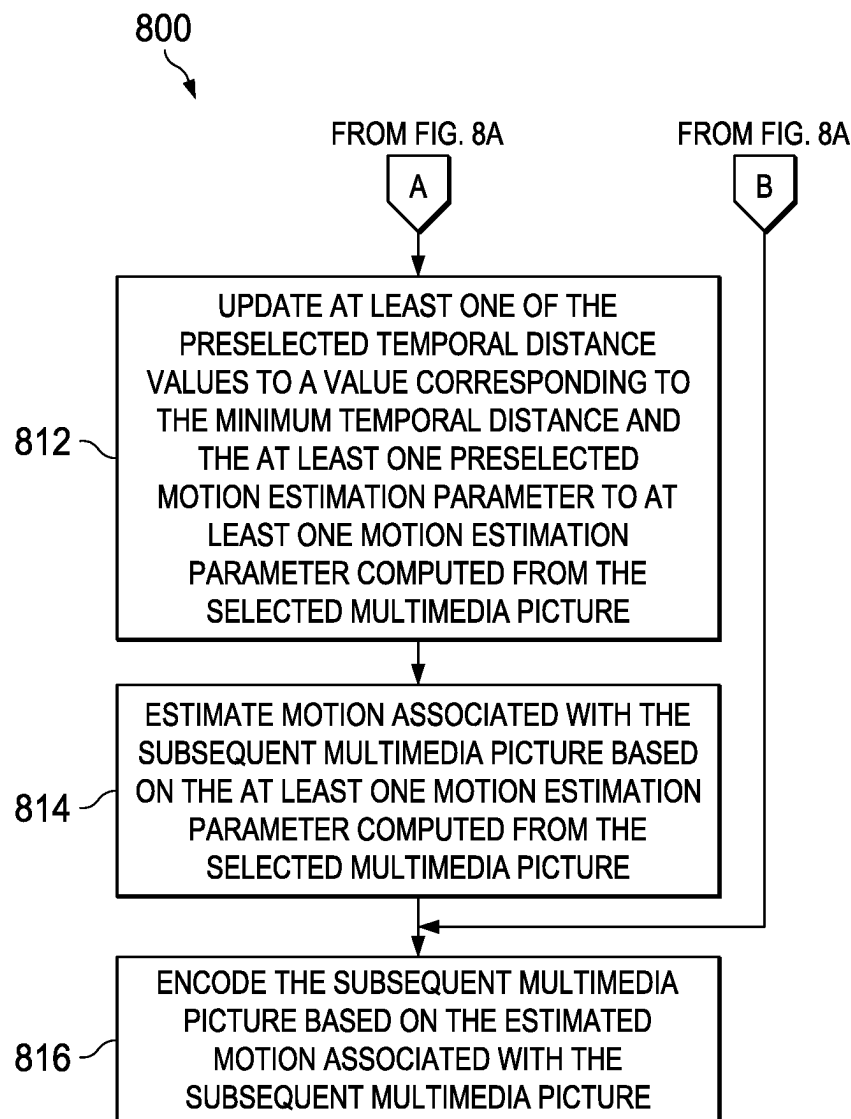 800
FROM FIG. 8A
FROM FIG. 8A
A
B
UPDATE AT LEAST ONE OF THE
PRESELECTED TEMPORAL DISTANCE
VALUES TO A VALUE CORRESPONDING TO
THE MINIMUM TEMPORAL DISTANCE AND
THE AT LEAST ONE PRESELECTED
MOTION ESTIMATION PARAMETER TO AT
LEAST ONE MOTION ESTIMATION
PARAMETER COMPUTED FROM THE
SELECTED MULTIMEDIA PICTURE
812
ESTIMATE MOTION ASSOCIATED WITH THE
SUBSEQUENT MULTIMEDIA PICTURE BASED
ON THE AT LEAST ONE MOTION ESTIMATION
PARAMETER COMPUTED FROM THE
SELECTED MULTIMEDIA PICTURE
814
ENCODE THE SUBSEQUENT MULTIMEDIA
PICTURE BASED ON THE ESTIMATED
MOTION ASSOCIATED WITH THE
SUBSEQUENT MULTIMEDIA PICTURE
816